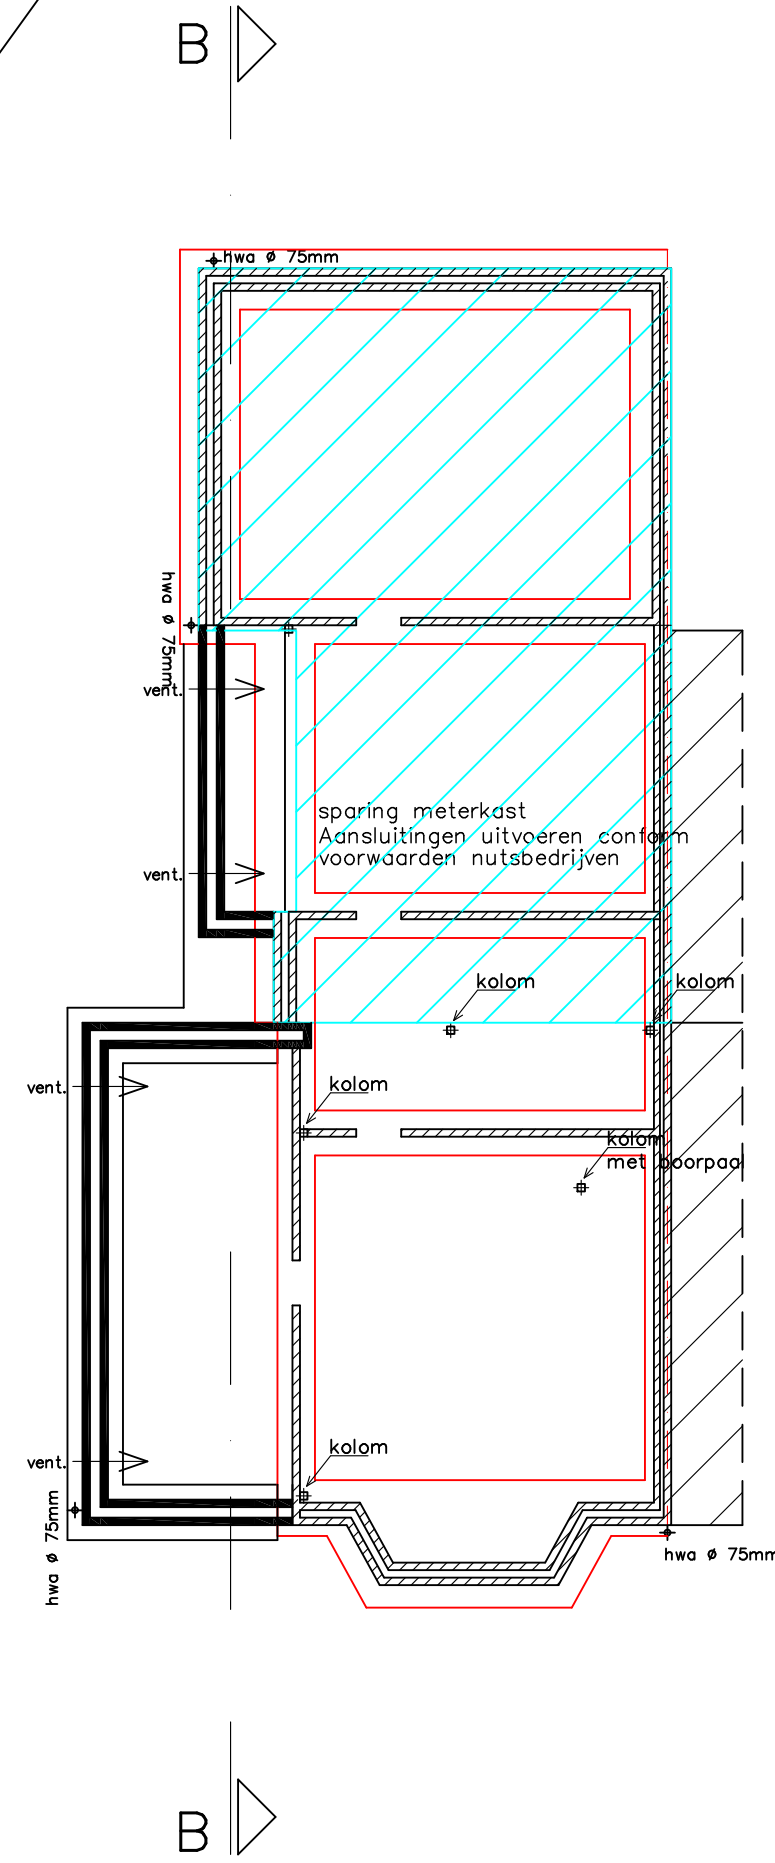 B
hwa ø 75mm
hwa ø 75mm
vent.
sparing meterkast
Aansluitingen uitvoeren conform
voorwaarden nutsbedrijven
vent.
kolom
kolom
vent.
kolom
kolom
met boorpaal
kolom
vent.
hwa ø 75mm
hwa ø 75mm
B